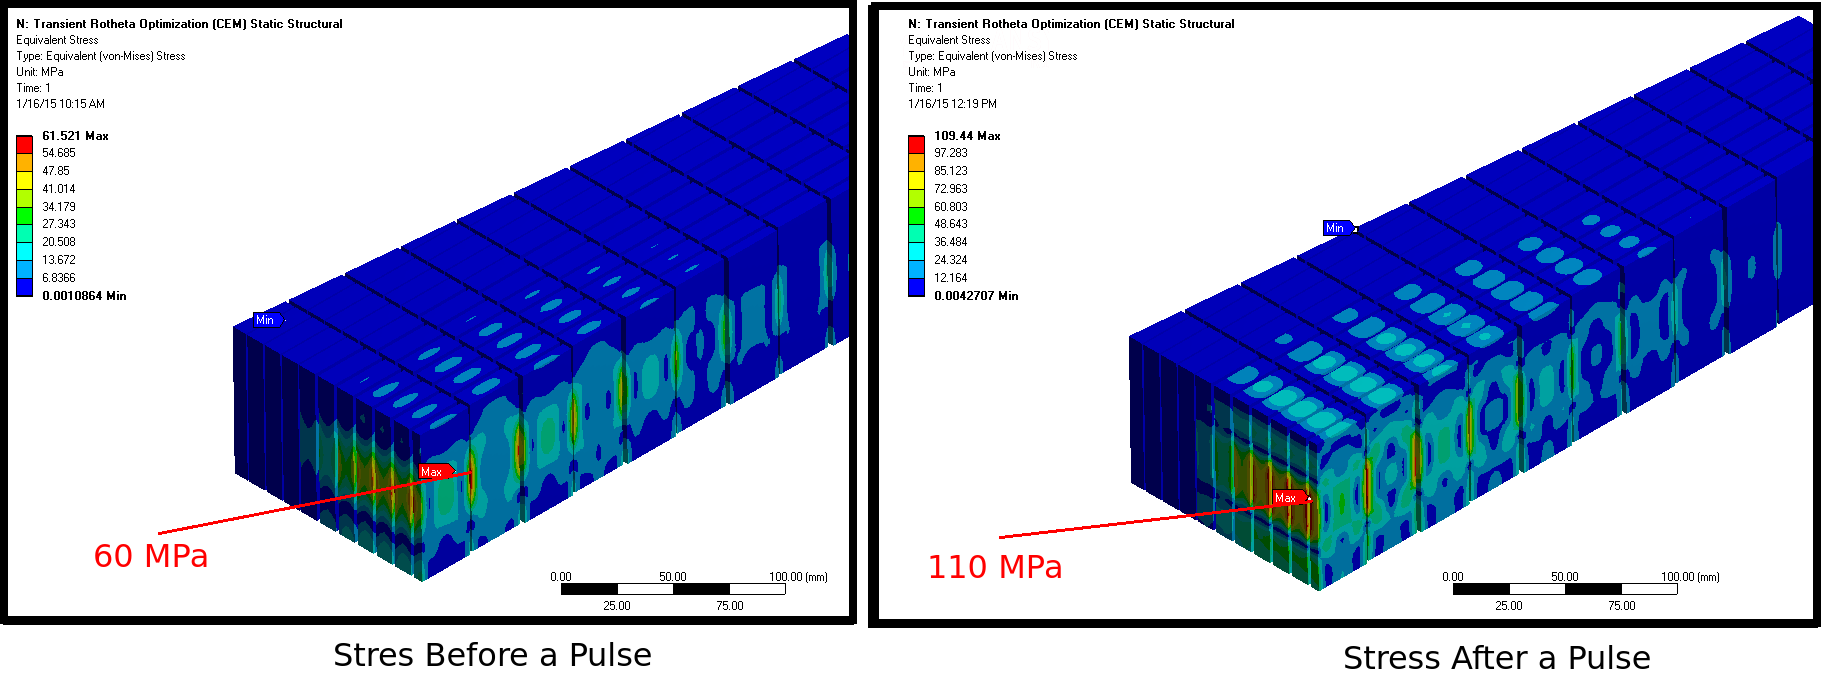 N: Transient Rotheta Optimization (CEM) Static Structural
Equivalent Stress
Type: Equivalent (von-Mises) Stress
Unit: MPa
Time: 1
1/16/15 10:15 AM
61.521 Max
54.685
47.85
41.014
34.179
27.343
20.508
13.672
6.8366
0.0010864 Min
Min
Max
60 MPa
0.00 50.00 100.00 (mm)
25.00 75.00
Stres Before a Pulse
N: Transient Rotheta Optimization (CEM) Static Structural
Equivalent Stress
Type: Equivalent (von-Mises) Stress
Unit: MPa
Time: 1
1/16/15 12:19 PM
109.44 Max
97.283
85.123
72.963
60.803
48.643
36.484
24.324
12.164
0.0042707 Min
Min
Max
110 MPa
0.00 50.00 100.00 (mm)
25.00 75.00
Stress After a Pulse